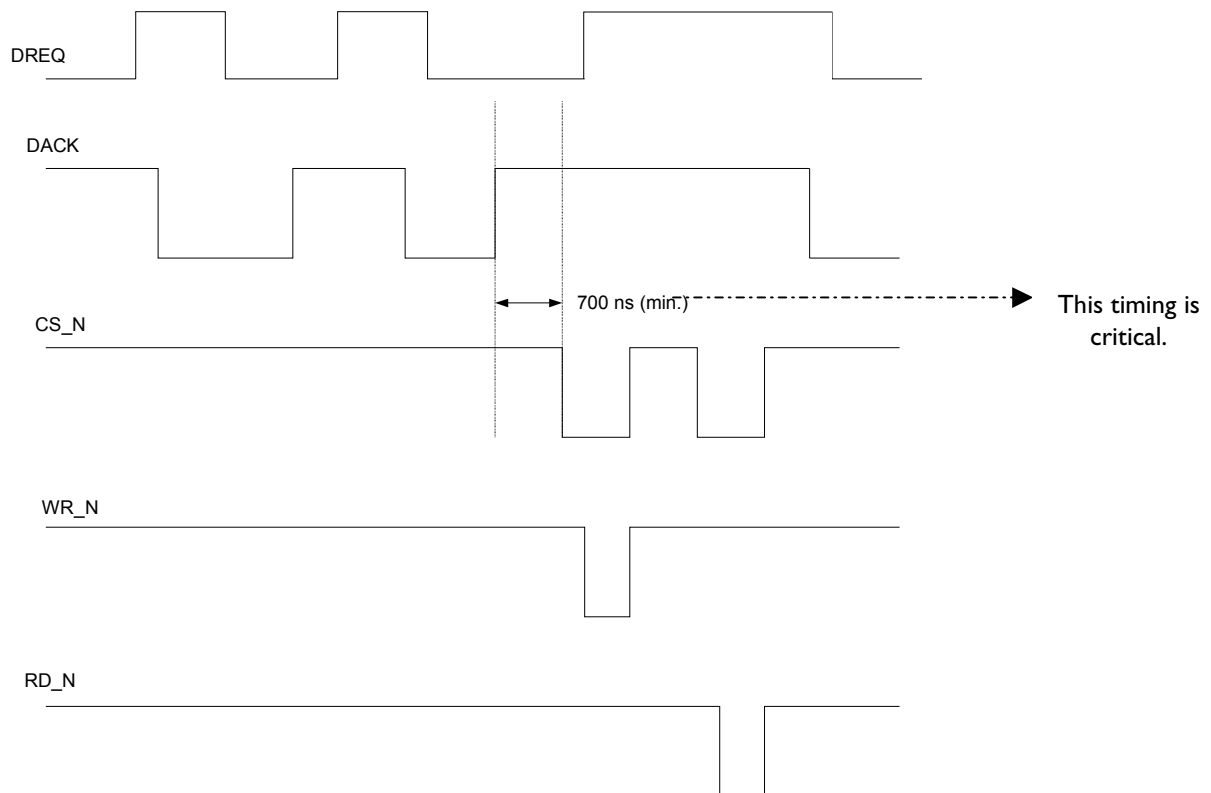 DREQ
DACK
700 ns (min.)
This timing is
critical.
CS_N
WR_N
RD_N